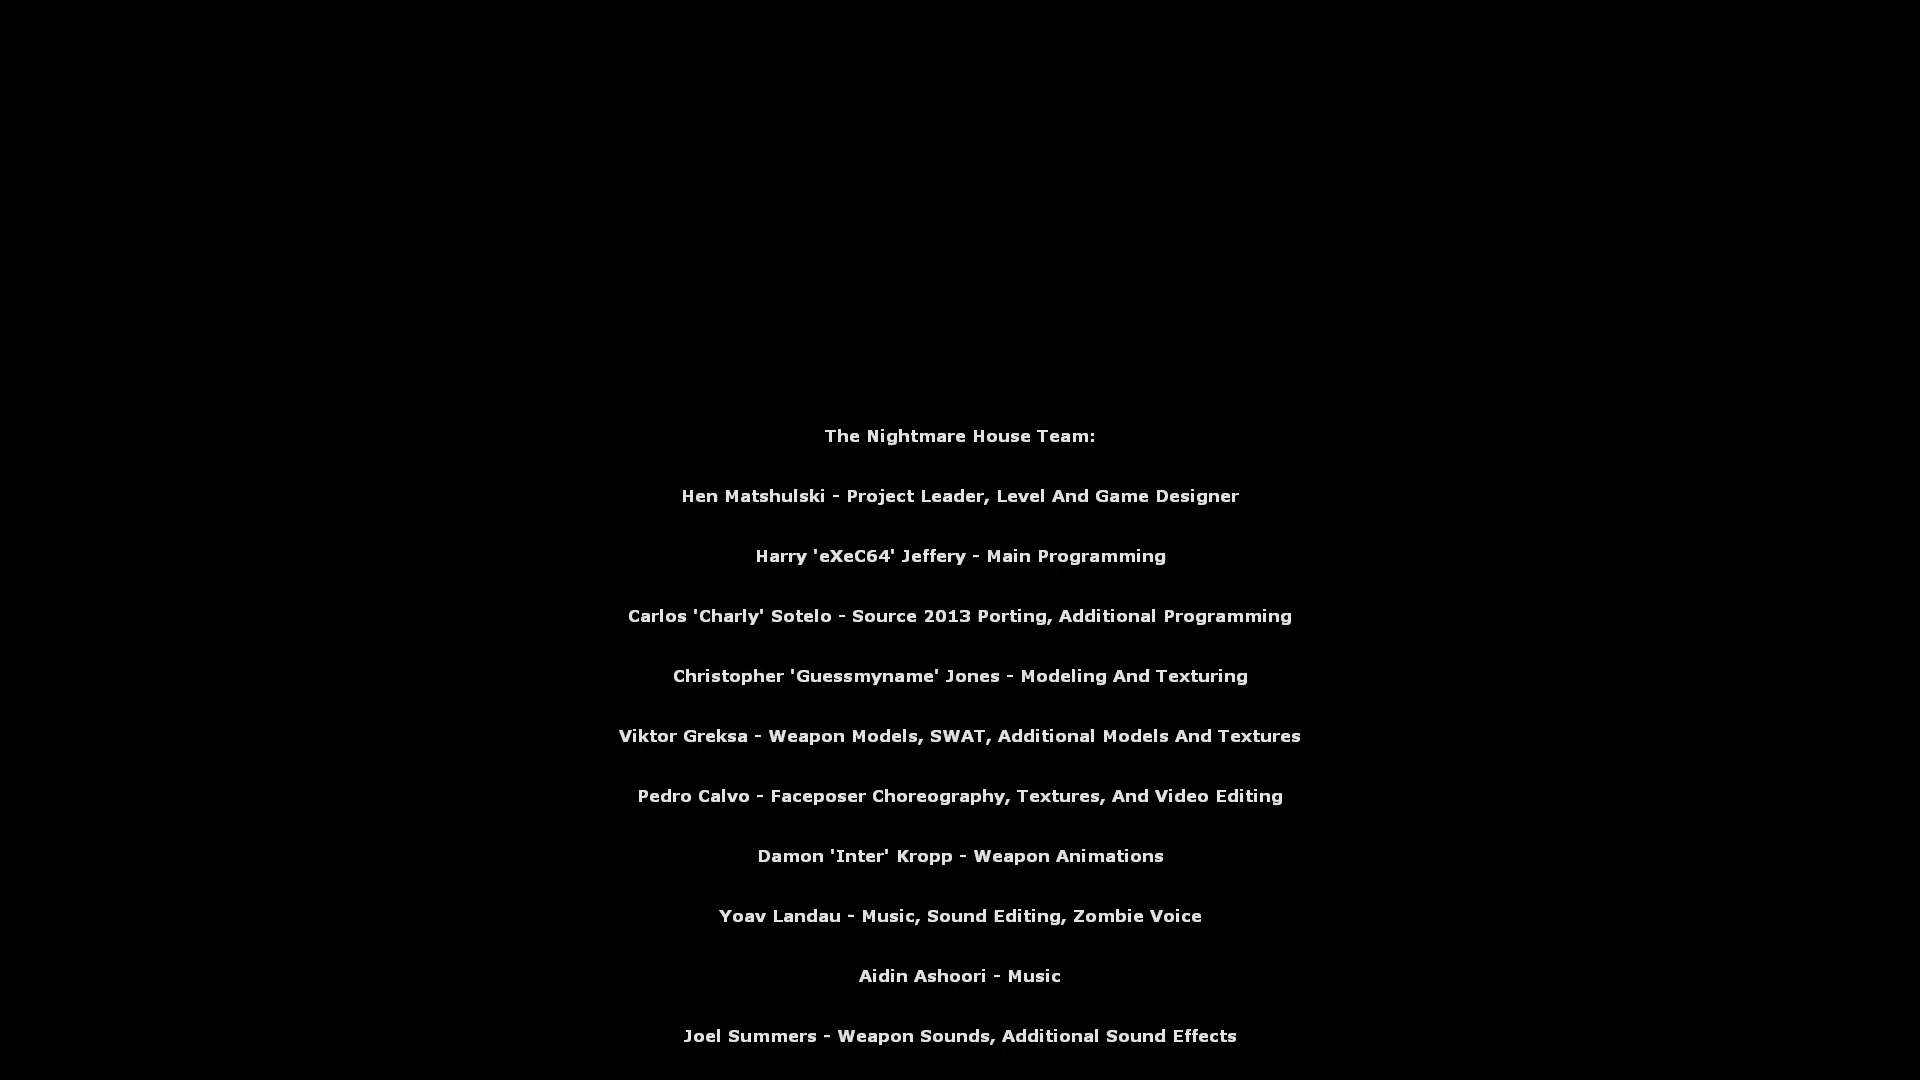 The Nightmare House Team:
Hen Matshulski - Project Leader, Level And Game Designer
Harry 'eXeC64' Jeffery - Main Programming
Carlos 'Charly' Sotelo - Source 2013 Porting, Additional Programming
Christopher 'Guessmyname' Jones - Modeling And Texturing
Viktor Greksa - Weapon Models, SWAT, Additional Models And Textures
Pedro Calvo - Faceposer Choreography, Textures, And Video Editing
Damon 'Inter' Kropp - Weapon Animations
Yoav Landau - Music, Sound Editing, Zombie Voice
Aidin Ashoori - Music
Joel Summers - Weapon Sounds, Additional Sound Effects